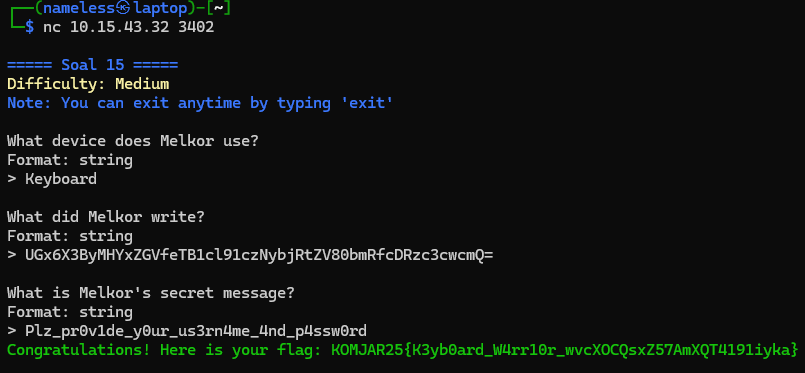 ┌──(nameless㉿laptop)-[~]
└─$ nc 10.15.43.32 3402
===== Soal 15 =====
Difficulty: Medium
Note: You can exit anytime by typing 'exit'
What device does Melkor use?
Format: string
> Keyboard
What did Melkor write?
Format: string
> UGx6X3ByMHYxZGVfeTB1cl91czNybjRtZV80bmRfcDRzc3cwcmQ=
What is Melkor's secret message?
Format: string
> Plz_pr0v1de_y0ur_us3rn4me_4nd_p4ssw0rd
Congratulations! Here is your flag: KOMJAR25{K3yb0ard_W4rr10r_wvcXOCQsxZ57AmXQT4191iyka}